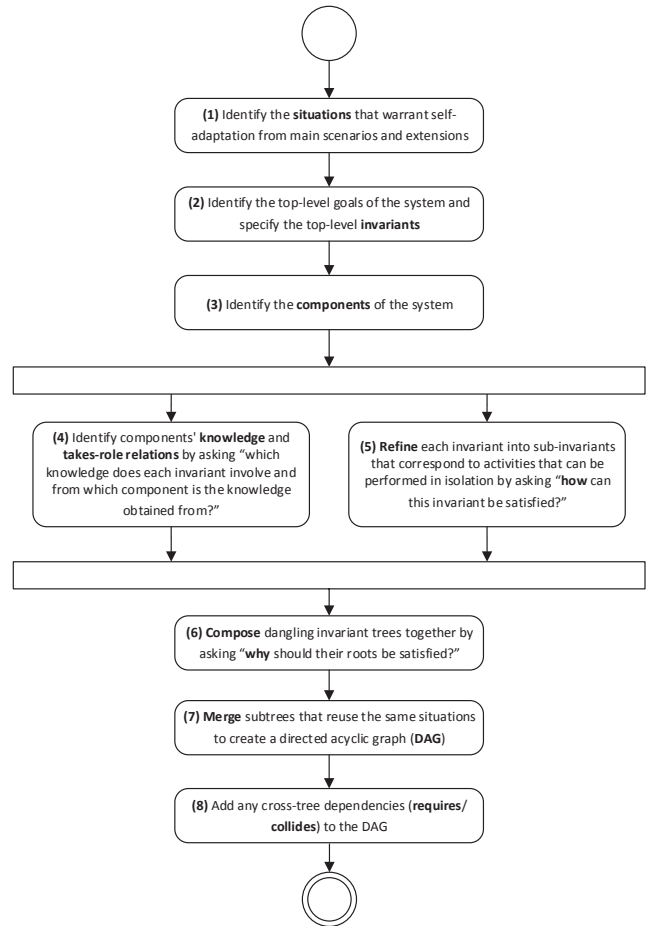 (1) Identify the situations that warrant self-
adaptation from main scenarios and extensions
(2) Identify the top-level goals of the system and
specify the top-level invariants
(3) Identify the components of the system
(4) Identify components' knowledge and
takes-role relations by asking “which
knowledge does each invariant involve and
from which component is the knowledge
obtained from?”
(5) Refine each invariant into sub-invariants
that correspond to activities that can be
performed in isolation by asking “how can
this invariant be satisfied?”
(6) Compose dangling invariant trees together by
asking “why should their roots be satisfied?”
(7) Merge subtrees that reuse the same situations
to create a directed acyclic graph (DAG)
(8) Add any cross-tree dependencies (requires/
collides) to the DAG